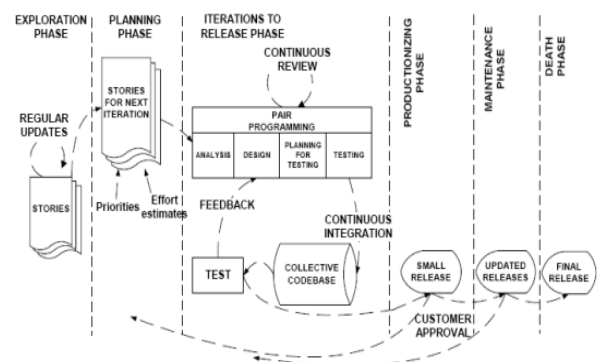 EXPLORATION
PHASE
PLANNING
PHASE
ITERATIONS TO
RELEASE PHASE
PRODUCTIONIZING
PHASE
MAINTENANCE
PHASE
DEATH
PHASE
REGULAR
UPDATES
STORIES
STORIES
FOR NEXT
ITERATION
Priorities
Effort
estimates
CONTINUOUS
REVIEW
PAIR
PROGRAMMING
ANALYSIS
DESIGN
PLANNING
FOR
TESTING
TESTING
FEEDBACK
CONTINUOUS
INTEGRATION
TEST
COLLECTIVE
CODEBASE
SMALL
RELEASE
UPDATED
RELEASES
FINAL
RELEASE
CUSTOMER
APPROVAL